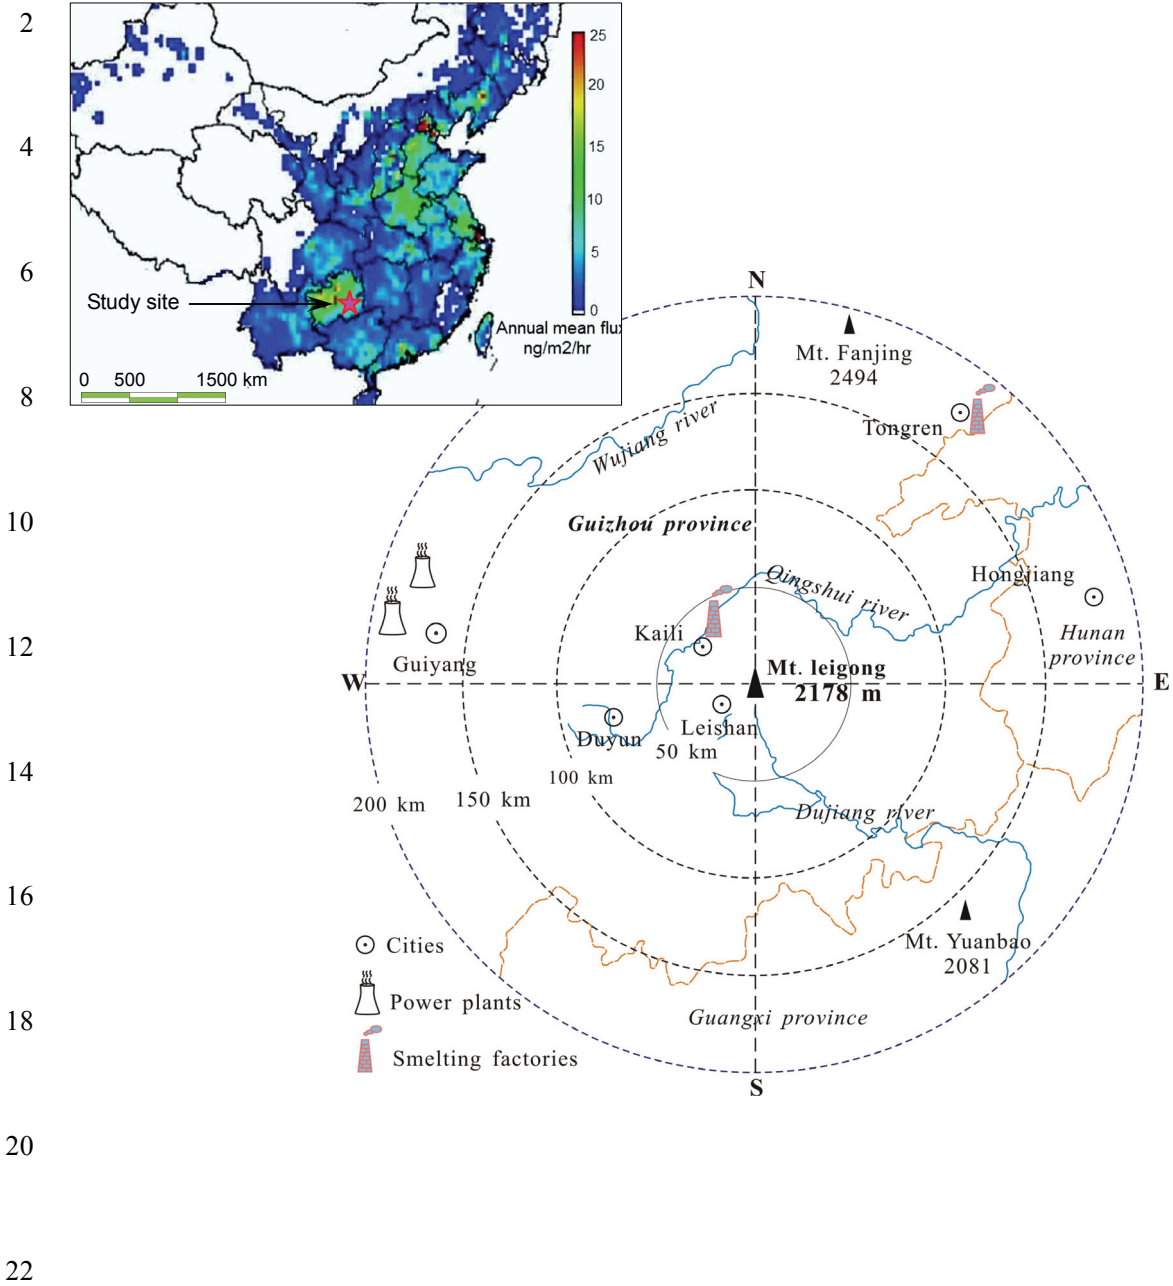 2
25
20
4
15
10
5
6
Study site
0
Annual mean flux
ng/m2/hr
N
Mt. Fanjing
2494
0 500 1500 km
8
Wujiang river
Tongren
10
Guizhou province
Qingshui river
Hongjiang
Kaili
12
Hunan
province
Guiyang
Mt. leigong
2178 m
W
E
Leishan
Duyun
50 km
14
100 km
200 km
150 km
Dujiang river
16
Mt. Yuanbao
2081
Cities
Power plants
18
Guangxi province
Smelting factories
S
20
22